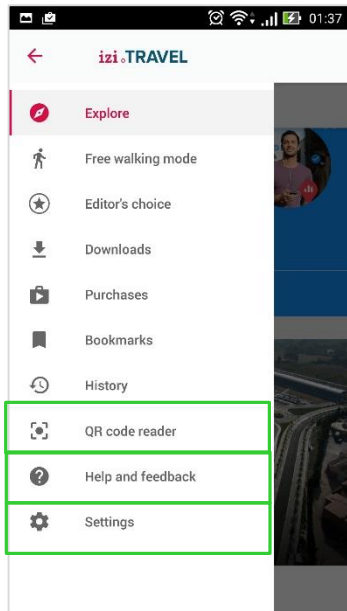 01:37
izi.TRAVEL
Explore
Free walking mode
Editor's choice
Downloads
Purchases
Bookmarks
History
QR code reader
Help and feedback
Settings